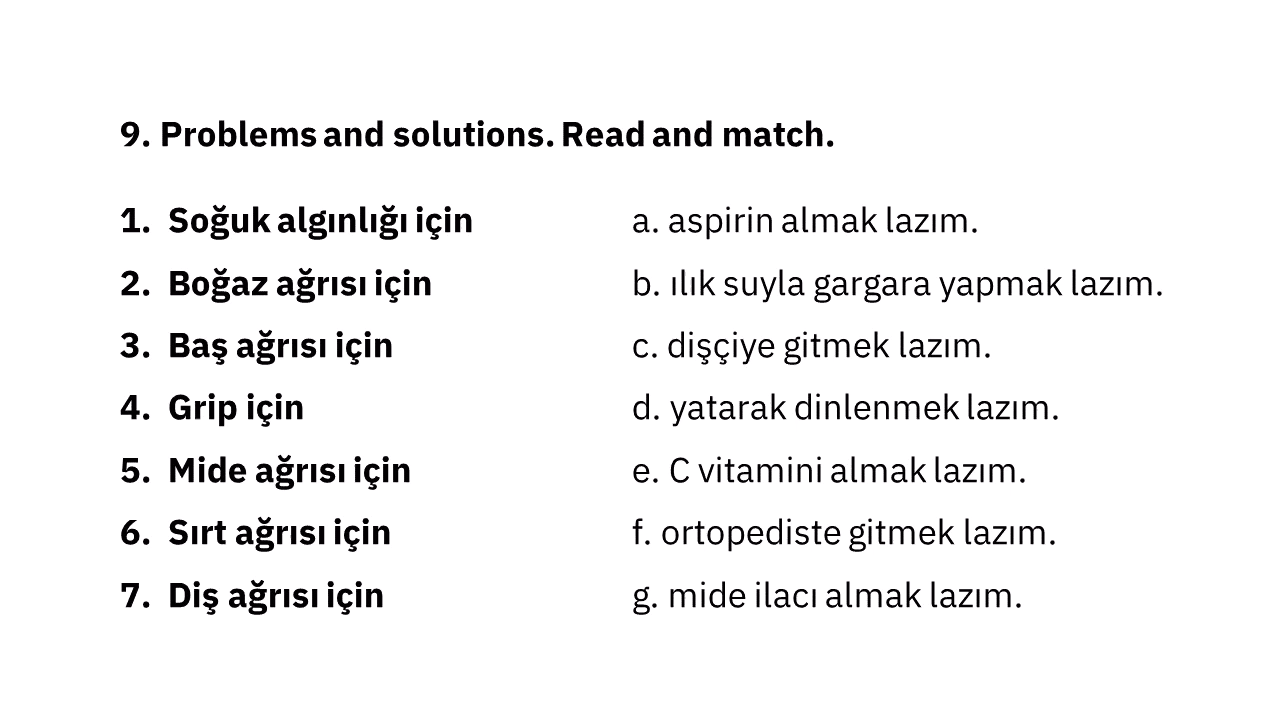 9. Problems and solutions. Read and match.
1. Soğuk algınlığı için a. aspirin almak lazım.
2. Boğaz ağrısı için b. ılık suyla gargara yapmak lazım.
3. Baş ağrısı için c. dişçiye gitmek lazım.
4. Grip için d. yatarak dinlenmek lazım.
5. Mide ağrısı için e. C vitamini almak lazım.
6. Sırt ağrısı için f. ortopediste gitmek lazım.
7. Diş ağrısı için g. mide ilacı almak lazım.